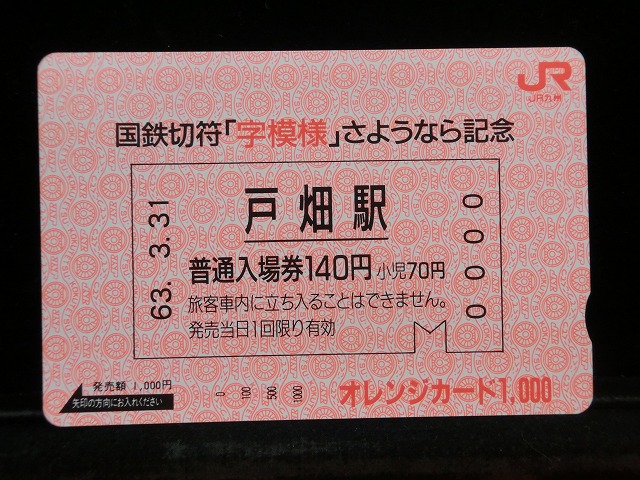 JR
JR九州
国鉄切符「字模様」さようなら記念
63. 3. 31
戸畑駅
普通入場券140円 小児70円
旅客車内に立ち入ることはできません。
発売当日1回限り有効
0000
発売額 1,000円
矢印の方向にお入れください
0 100 500 1000
オレンジカード1,000